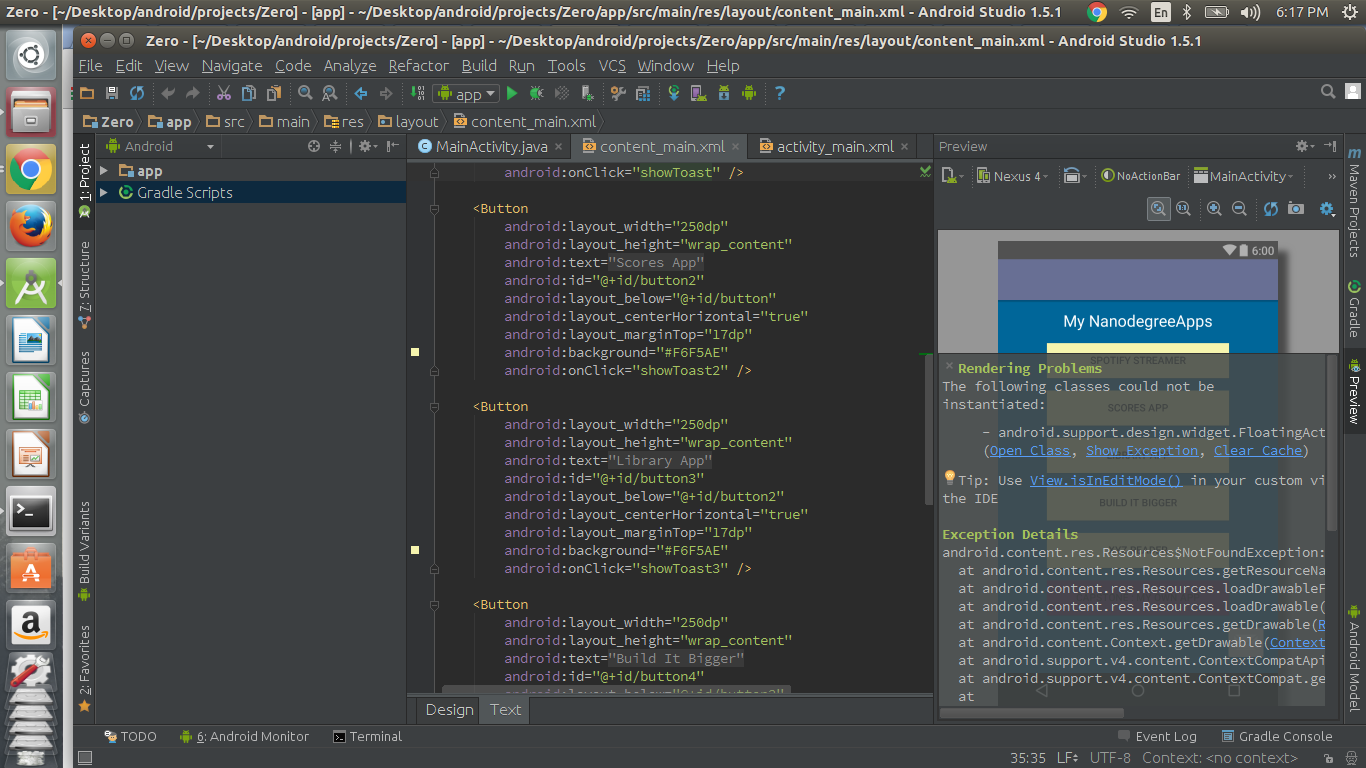 Zero - [~/Desktop/android/projects/Zero] - [app] - ~/Desktop/android/projects/Zero/app/src/main/res/layout/content_main.xml - Android Studio 1.5.1
En
6:17 PM
Zero - [~/Desktop/android/projects/Zero] - [app] - ~/Desktop/android/projects/Zero/app/src/main/res/layout/content_main.xml - Android Studio 1.5.1
File Edit View Navigate Code Analyze Refactor Build Run Tools VCS Window Help
app
Zero app src main res layout content_main.xml
Android
MainActivity.java content_main.xml activity_main.xml
Preview
app
Gradle Scripts
1: Project
7: Structure
Captures
Build Variants
2: Favorites
android:onClick="showToast" />
<Button
android:layout_width="250dp"
android:layout_height="wrap_content"
android:text="Scores App"
android:id="@+id/button2"
android:layout_below="@+id/button"
android:layout_centerHorizontal="true"
android:layout_marginTop="17dp"
android:background="#F6F5AE"
android:onClick="showToast2" />
<Button
android:layout_width="250dp"
android:layout_height="wrap_content"
android:text="Library App"
android:id="@+id/button3"
android:layout_below="@+id/button2"
android:layout_centerHorizontal="true"
android:layout_marginTop="17dp"
android:background="#F6F5AE"
android:onClick="showToast3" />
<Button
android:layout_width="250dp"
android:layout_height="wrap_content"
android:text="Build It Bigger"
android:id="@+id/button4"
Design Text
Nexus 4 NoActionBar MainActivity
6:00
My NanodegreeApps
SPOTIFY STREAMER
Rendering Problems
The following classes could not be
instantiated:
SCORES APP
- android.support.design.widget.FloatingAct
(Open Class, Show Exception, Clear Cache)
Tip: Use View.isInEditMode() in your custom vi
the IDE
BUILD IT BIGGER
Exception Details
android.content.res.Resources$NotFoundException:
at android.content.res.Resources.getResourceNa
at android.content.res.Resources.loadDrawableF
at android.content.res.Resources.loadDrawable(
at android.content.res.Resources.getDrawable(R
at android.content.Context.getDrawable(Context
at android.support.v4.content.ContextCompatApi
at android.support.v4.content.ContextCompat.ge
at
Maven Projects
Gradle
Preview
Android Model
TODO 6: Android Monitor Terminal Event Log Gradle Console
35:35 LF UTF-8 Context: <no context>